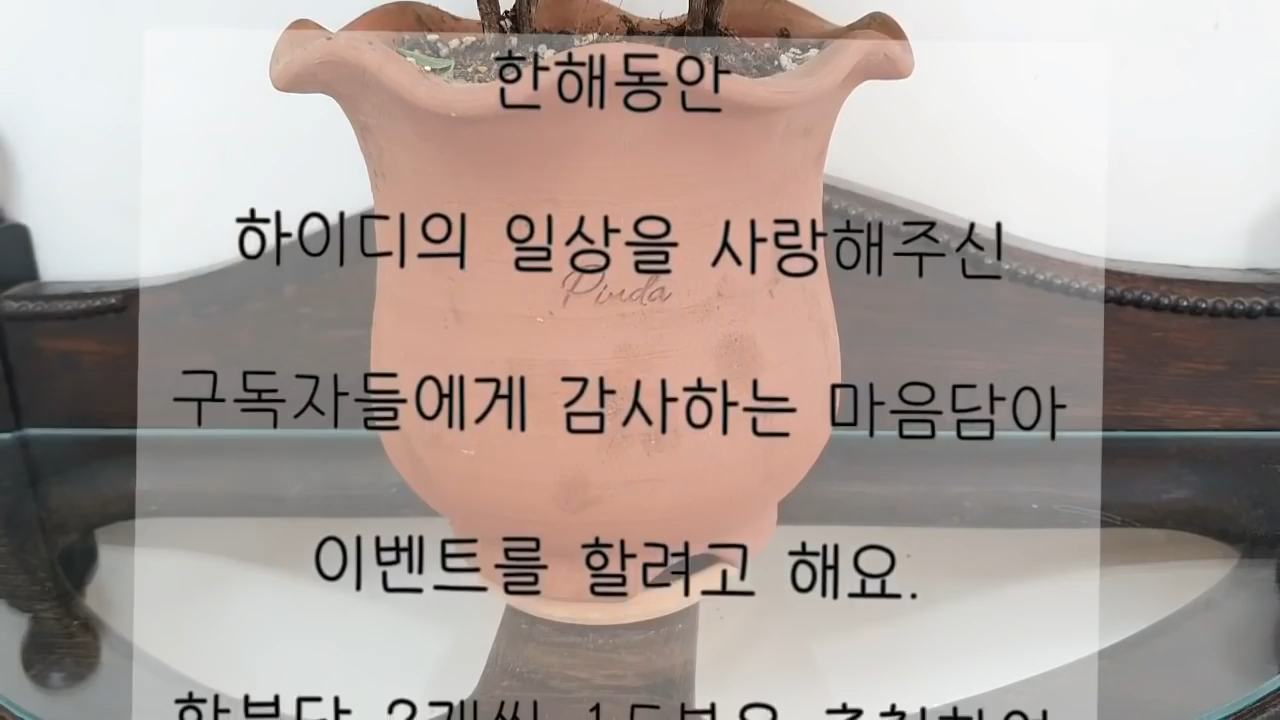 한해동안
하이디의 일상을 사랑해주신
Pinda
구독자들에게 감사하는 마음담아
이벤트를 할려고 해요.